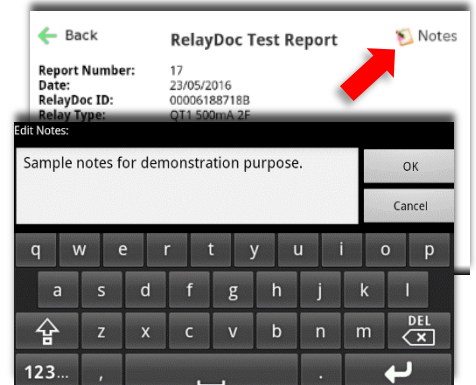 Back
RelayDoc Test Report
Notes
Report Number: 17
Date: 23/05/2016
RelayDoc ID: 00006188718B
Relay Type: QT1 500mA 2F
Edit Notes:
Sample notes for demonstration purpose.
OK
Cancel
q w e r t y u i o p
a s d f g h j k l
z x c v b n m DEL
123... , .